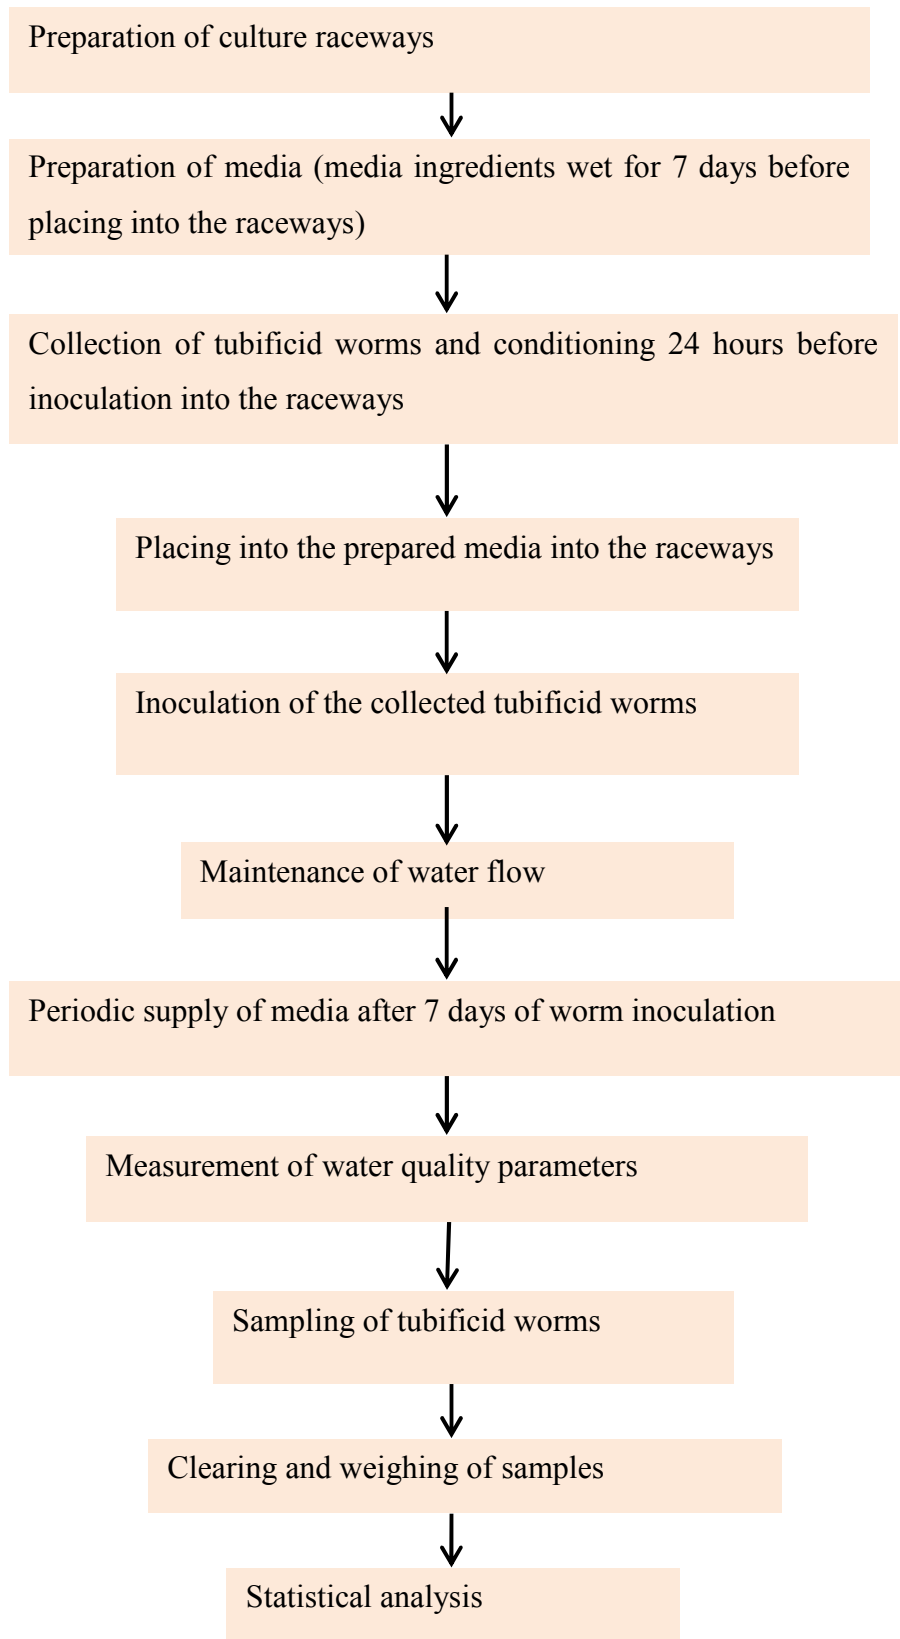 Preparation of culture raceways
Preparation of media (media ingredients wet for 7 days before
placing into the raceways)
Collection of tubificid worms and conditioning 24 hours before
inoculation into the raceways
Placing into the prepared media into the raceways
Inoculation of the collected tubificid worms
Maintenance of water flow
Periodic supply of media after 7 days of worm inoculation
Measurement of water quality parameters
Sampling of tubificid worms
Clearing and weighing of samples
Statistical analysis